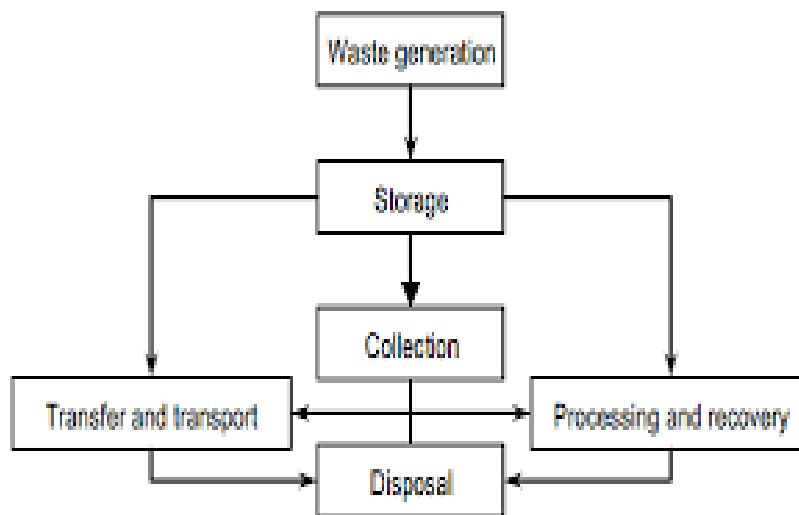 Waste generation
Storage
Collection
Transfer and transport
Processing and recovery
Disposal